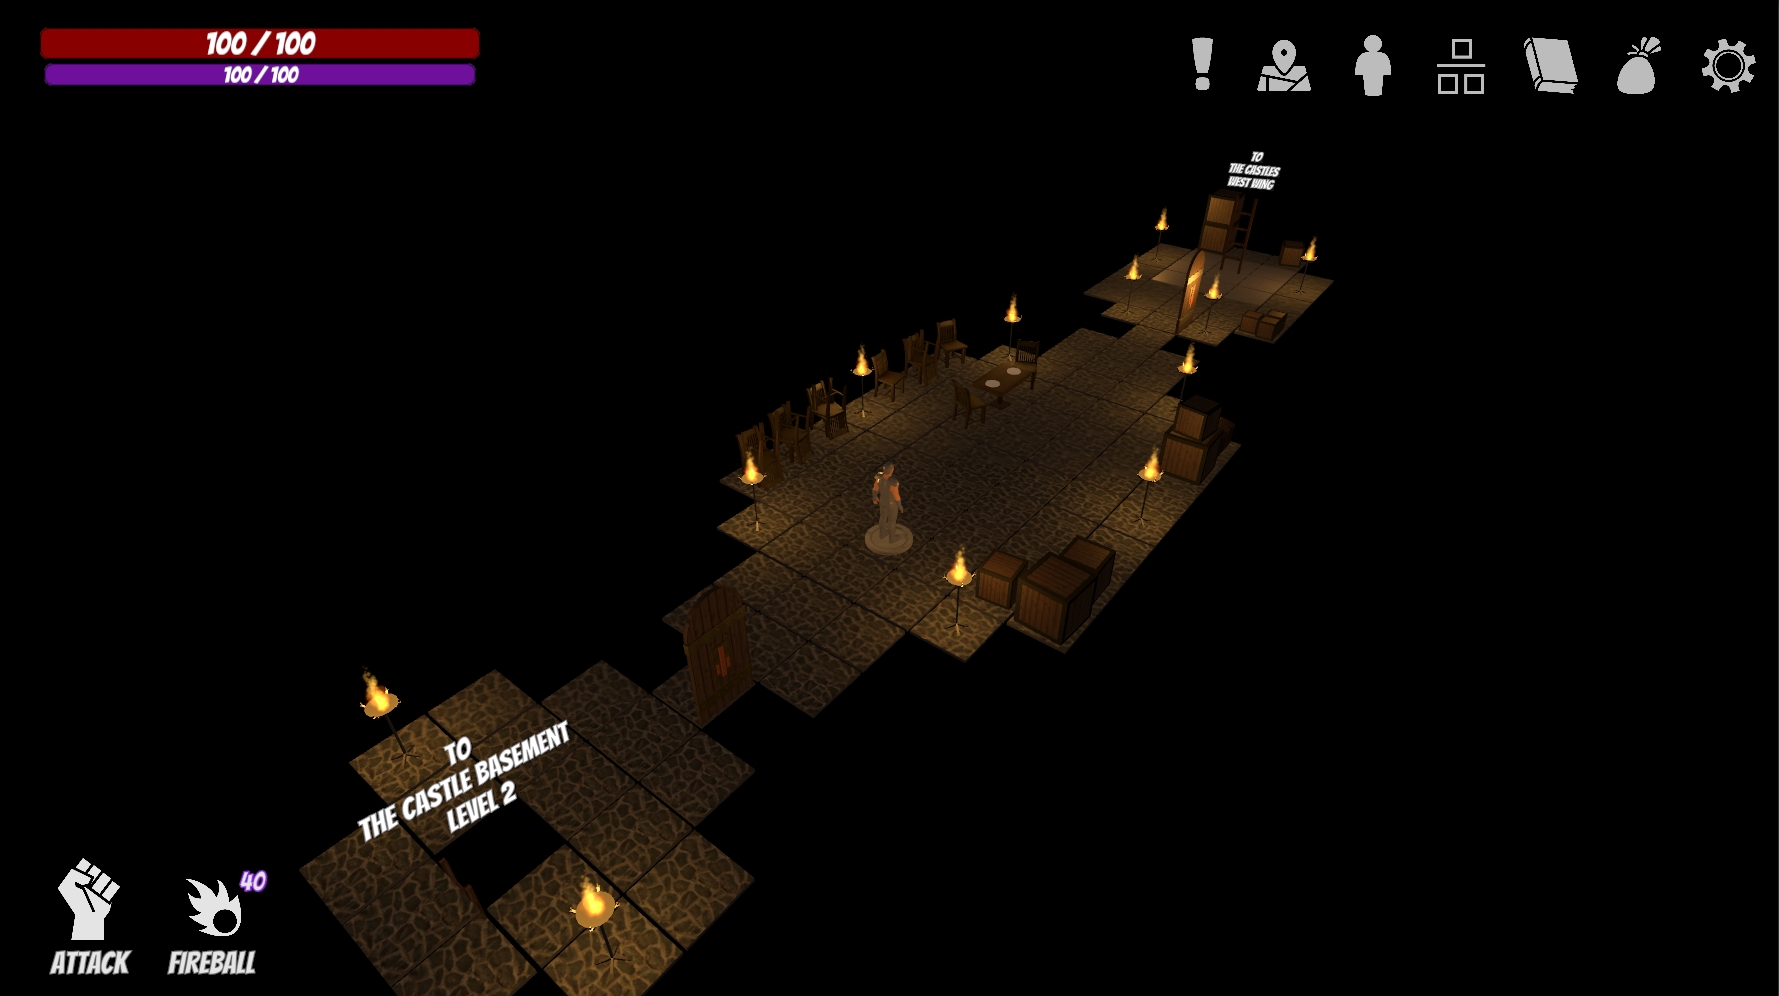 100 / 100
100 / 100
TO
THE CASTLES
WEST WING
TO
THE CASTLE BASEMENT
LEVEL 2
40
ATTACK
FIREBALL